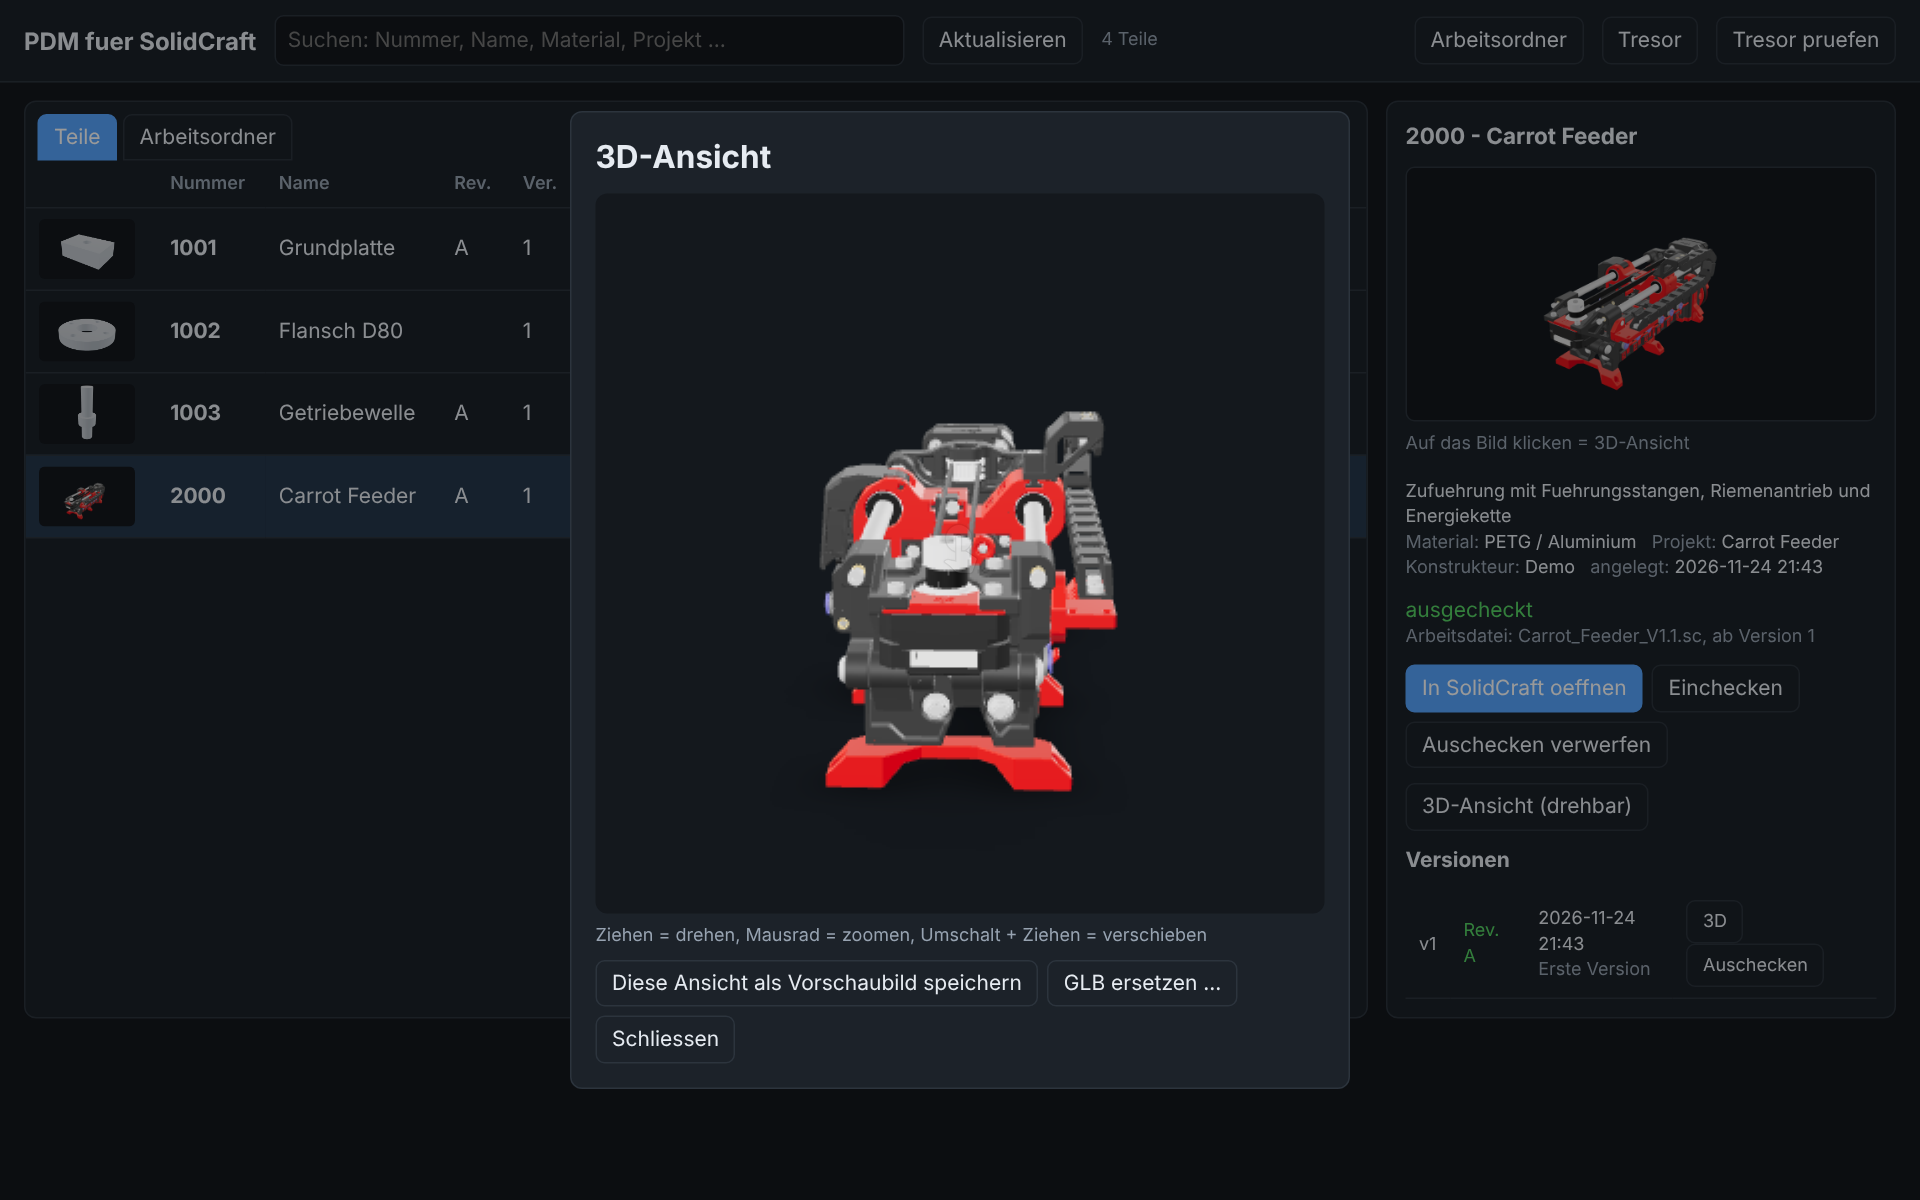 PDM fuer SolidCraft
Suchen: Nummer, Name, Material, Projekt ...
Aktualisieren
4 Teile
Arbeitsordner
Tresor
Tresor pruefen
Teile
Arbeitsordner
Nummer Name Rev. Ver.
1001 Grundplatte A 1
1002 Flansch D80 1
1003 Getriebewelle A 1
2000 Carrot Feeder A 1
3D-Ansicht
Ziehen = drehen, Mausrad = zoomen, Umschalt + Ziehen = verschieben
Diese Ansicht als Vorschaubild speichern
GLB ersetzen ...
Schliessen
2000 - Carrot Feeder
Auf das Bild klicken = 3D-Ansicht
Zufuehrung mit Fuehrungsstangen, Riemenantrieb und
Energiekette
Material: PETG / Aluminium Projekt: Carrot Feeder
Konstrukteur: Demo angelegt: 2026-11-24 21:43
ausgecheckt
Arbeitsdatei: Carrot_Feeder_V1.1.sc, ab Version 1
In SolidCraft oeffnen
Einchecken
Auschecken verwerfen
3D-Ansicht (drehbar)
Versionen
v1
Rev.
A
2026-11-24
21:43
Erste Version
3D
Auschecken